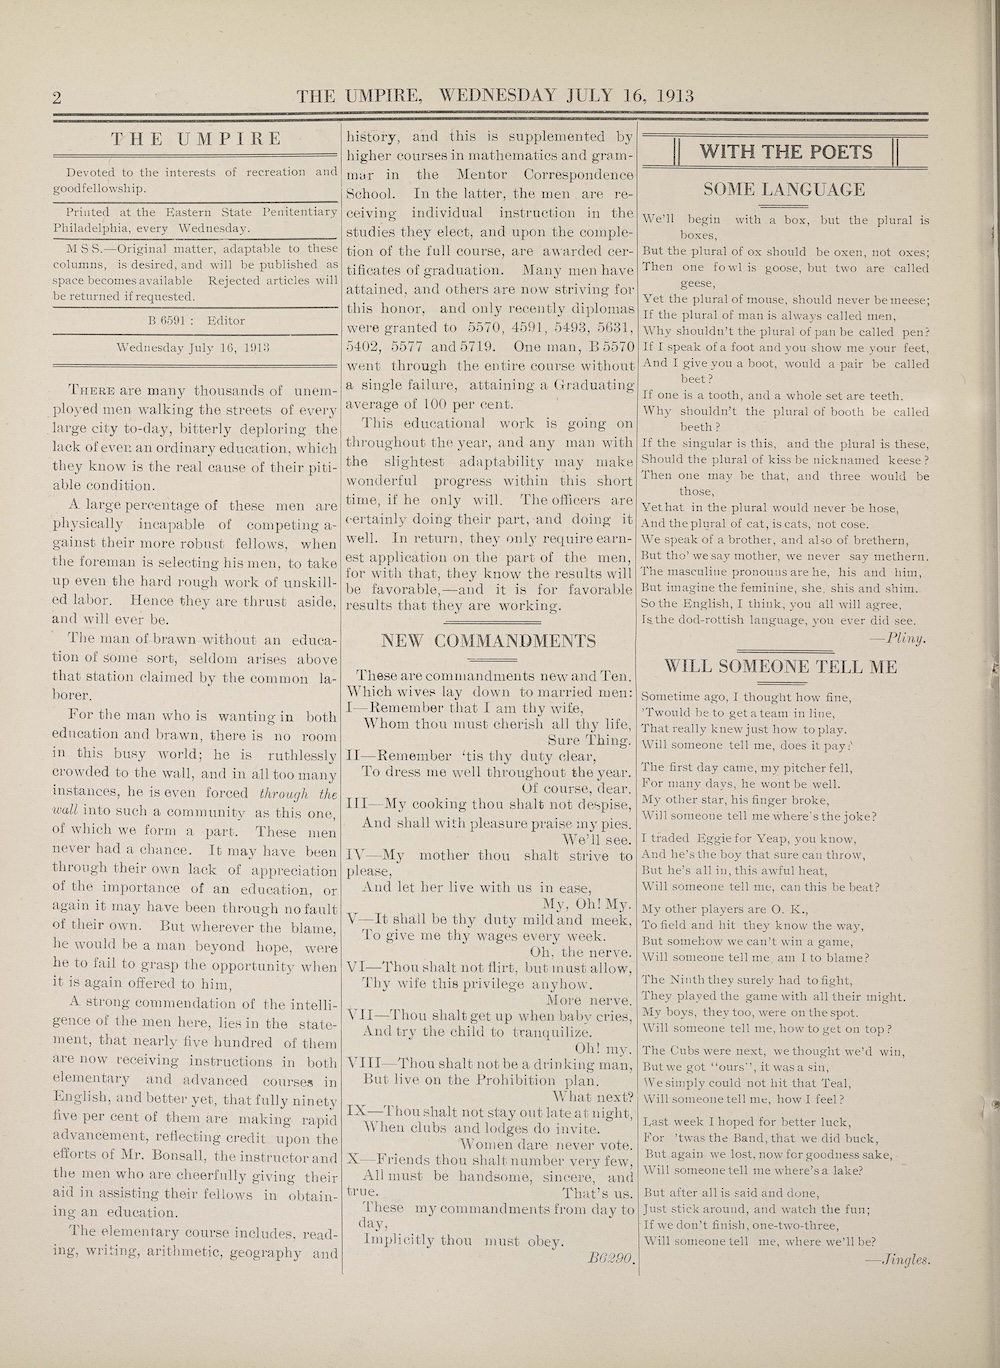 2
THE UMPIRE, WEDNESDAY JULY 16, 1913
THE UMPIRE
Devoted to the interests of recreation and
goodfellowship.
Printed at the Eastern State Penitentiary
Philadelphia, every Wednesday.
M S S.—Original matter, adaptable to these
columns, is desired, and will be published as
space becomes available Rejected articles will
be returned if requested.
B 6591 : Editor
Wednesday July 16, 1913
THERE are many thousands of unem-
ployed men walking the streets of every
large city to-day, bitterly deploring the
lack of even an ordinary education, which
they know is the real cause of their piti-
able condition.
A large percentage of these men are
physically incapable of competing a-
gainst their more robust fellows, when
the foreman is selecting his men, to take
up even the hard rough work of unskill-
ed labor. Hence they are thrust aside,
and will ever be.
The man of brawn without an educa-
tion of some sort, seldom arises above
that station claimed by the common la-
borer.
For the man who is wanting in both
education and brawn, there is no room
in this busy world; he is ruthlessly
crowded to the wall, and in all too many
instances, he is even forced through the
wall into such a community as this one,
of which we form a part. These men
never had a chance. It may have been
through their own lack of appreciation
of the importance of an education, or
again it may have been through no fault
of their own. But wherever the blame,
he would be a man beyond hope, were
he to fail to grasp the opportunity when
it is again offered to him,
A strong commendation of the intelli-
gence of the men here, lies in the state-
ment, that nearly five hundred of them
are now receiving instructions in both
elementary and advanced courses in
English, and better yet, that fully ninety
five per cent of them are making rapid
advancement, reflecting credit upon the
efforts of Mr. Bonsall, the instructor and
the men who are cheerfully giving their
aid in assisting their fellows in obtain-
ing an education.
The elementary course includes, read-
ing, writing, arithmetic, geography and
history, and this is supplemented by
higher courses in mathematics and gram-
mar in the Mentor Correspondence
School. In the latter, the men are re-
ceiving individual instruction in the
studies they elect, and upon the comple-
tion of the full course, are awarded cer-
tificates of graduation. Many men have
attained, and others are now striving for
this honor, and only recently diplomas
were granted to 5570, 4591, 5493, 5631,
5402, 5577 and 5719. One man, B 5570
went through the entire course without
a single failure, attaining a Graduating
average of 100 per cent.
This educational work is going on
throughout the year, and any man with
the slightest adaptability may make
wonderful progress within this short
time, if he only will. The officers are
certainly doing their part, and doing it
well. In return, they only require earn-
est application on the part of the men,
for with that, they know the results will
be favorable,—and it is for favorable
results that they are working.
NEW COMMANDMENTS
These are commandments new and Ten.
Which wives lay down to married men:
I—Remember that I am thy wife,
Whom thou must cherish all thy life,
Sure Thing.
II—Remember 'tis thy duty clear,
To dress me well throughout the year.
Of course, dear.
III—My cooking thou shalt not despise,
And shall with pleasure praise my pies.
We'll see.
IV—My mother thou shalt strive to
please,
And let her live with us in ease,
My, Oh! My.
V—It shall be thy duty mild and meek,
To give me thy wages every week.
Oh, the nerve.
VI—Thou shalt not flirt, but must allow,
Thy wife this privilege anyhow.
More nerve.
VII—Thou shalt get up when baby cries,
And try the child to tranquilize.
Oh! my.
VIII—Thou shalt not be a drinking man,
But live on the Prohibition plan.
What next?
IX—Thou shalt not stay out late at night,
When clubs and lodges do invite.
Women dare never vote.
X—Friends thou shalt number very few,
All must be handsome, sincere, and
true. That's us.
These my commandments from day to
day,
Implicitly thou must obey.
B6290.
WITH THE POETS
SOME LANGUAGE
We'll begin with a box, but the plural is
boxes,
But the plural of ox should be oxen, not oxes;
Then one fowl is goose, but two are called
geese,
Yet the plural of mouse, should never be meese;
If the plural of man is always called men,
Why shouldn't the plural of pan be called pen?
If I speak of a foot and you show me your feet,
And I give you a boot, would a pair be called
beet?
If one is a tooth, and a whole set are teeth.
Why shouldn't the plural of booth be called
beeth?
If the singular is this, and the plural is these,
Should the plural of kiss be nicknamed keese?
Then one may be that, and three would be
those,
Yet hat in the plural would never be hose,
And the plural of cat, is cats, not cose.
We speak of a brother, and also of brethern,
But tho' we say mother, we never say methern.
The masculine pronouns are he, his and him,
But imagine the feminine, she, shis and shim.
So the English, I think, you all will agree,
Is the dod-rottish language, you ever did see.
—Pliny.
WILL SOMEONE TELL ME
Sometime ago, I thought how fine,
'Twould be to get a team in line,
That really knew just how to play.
Will someone tell me, does it pay?
The first day came, my pitcher fell,
For many days, he wont be well.
My other star, his finger broke,
Will someone tell me where's the joke?
I traded Eggie for Yeap, you know,
And he's the boy that sure can throw,
But he's all in, this awful heat,
Will someone tell me, can this be beat?
My other players are O. K.,
To field and hit they know the way,
But somehow we can't win a game,
Will someone tell me am I to blame?
The Ninth they surely had to fight,
They played the game with all their might.
My boys, they too, were on the spot.
Will someone tell me, how to get on top?
The Cubs were next, we thought we'd win,
But we got "ours", it was a sin,
We simply could not hit that Teal,
Will someone tell me, how I feel?
Last week I hoped for better luck,
For 'twas the Band, that we did buck,
But again we lost, now for goodness sake,
Will someone tell me where's a lake?
But after all is said and done,
Just stick around, and watch the fun;
If we don't finish, one-two-three,
Will someone tell me, where we'll be?
—Jingles.